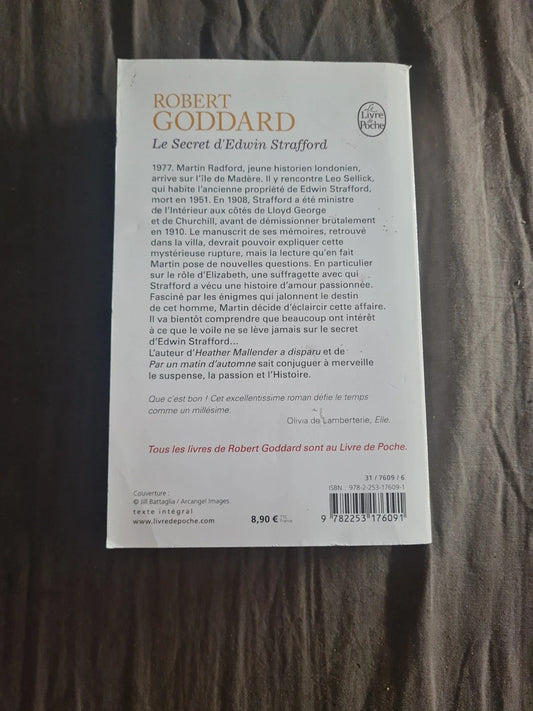 ROBERT
GODDARD
Le Livre de Poche
Le Secret d'Edwin Strafford
1977. Martin Radford, jeune historien londonien,
arrive sur l'île de Madère. Il y rencontre Leo Sellick,
qui habite l'ancienne propriété de Edwin Strafford,
mort en 1951. En 1908, Strafford a été ministre
de l'Intérieur aux côtés de Lloyd George
et de Churchill, avant de démissionner brutalement
en 1910. Le manuscrit de ses mémoires, retrouvé
dans la villa, devrait pouvoir expliquer cette
mystérieuse rupture, mais la lecture qu'en fait
Martin pose de nouvelles questions. En particulier
sur le rôle d'Elizabeth, une suffragette avec qui
Strafford a vécu une histoire d'amour passionnée.
Fasciné par les énigmes qui jalonnent le destin
de cet homme, Martin décide d'éclaircir cette affaire.
Il va bientôt comprendre que beaucoup ont intérêt
à ce que le voile ne se lève jamais sur le secret
d'Edwin Strafford...
L'auteur d'Heather Mallender a disparu et de
Par un matin d'automne sait conjuguer à merveille
le suspense, la passion et l'Histoire.
Que c'est bon ! Cet excellentissime roman défie le temps
comme un millésime.
Olivia de Lamberterie, Elle.
Tous les livres de Robert Goddard sont au Livre de Poche.
31 / 7609 / 6
ISBN : 978-2-253-17609-1
Couverture :
© Jill Battaglia / Arcangel Images.
texte intégral
www.livredepoche.com
8,90 € TTC France
9 782253 176091